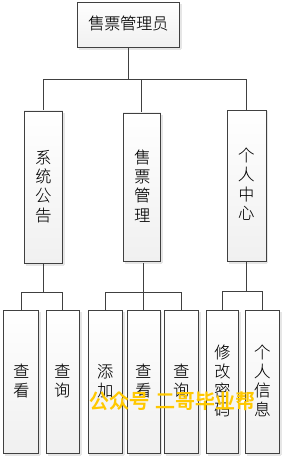 售票管理员
系统公告
售票管理
个人中心
查看
查询
添加
查看
查询
修改密码
个人信息
公众号 二哥毕业帮